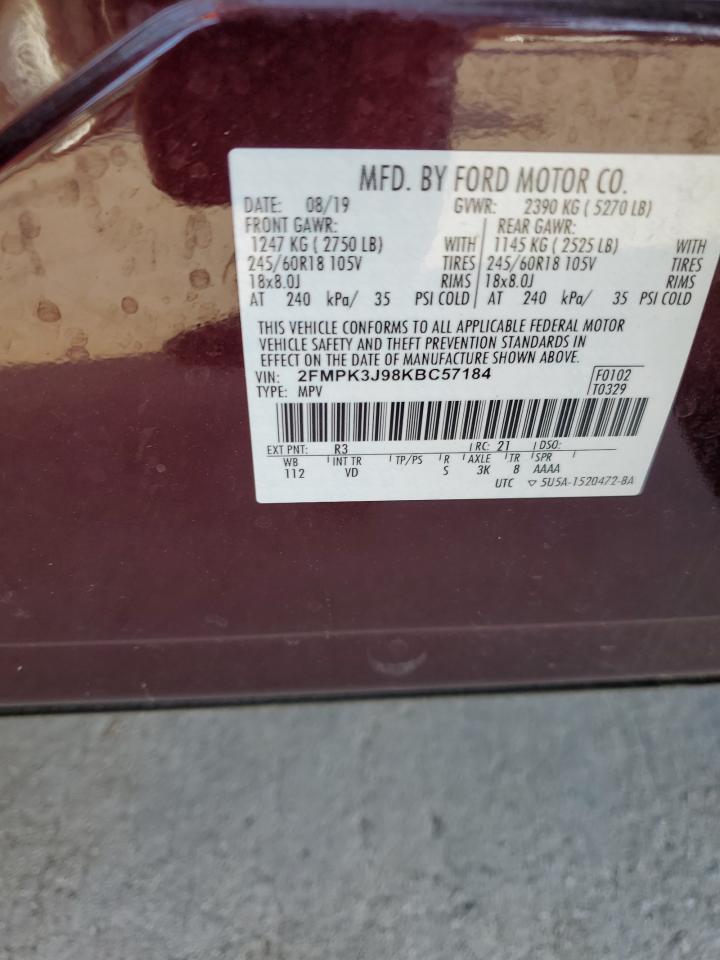 MFD. BY FORD MOTOR CO.
DATE: 08/19 GVWR: 2390 KG ( 5270 LB)
FRONT GAWR: REAR GAWR:
1247 KG ( 2750 LB) WITH 1145 KG ( 2525 LB) WITH
245/60R18 105V TIRES 245/60R18 105V TIRES
18x8.0J RIMS 18x8.0J RIMS
AT 240 kPa/ 35 PSI COLD AT 240 kPa/ 35 PSI COLD
THIS VEHICLE CONFORMS TO ALL APPLICABLE FEDERAL MOTOR
VEHICLE SAFETY AND THEFT PREVENTION STANDARDS IN
EFFECT ON THE DATE OF MANUFACTURE SHOWN ABOVE.
VIN: 2FMPK3J98KBC57184 F0102
TYPE: MPV T0329
EXT PNT: R3 RC: 21 DSO:
WB INT TR TP/PS R AXLE TR SPR
112 VD S 3K 8 AAAA
UTC ▽ 5U5A-1520472-BA